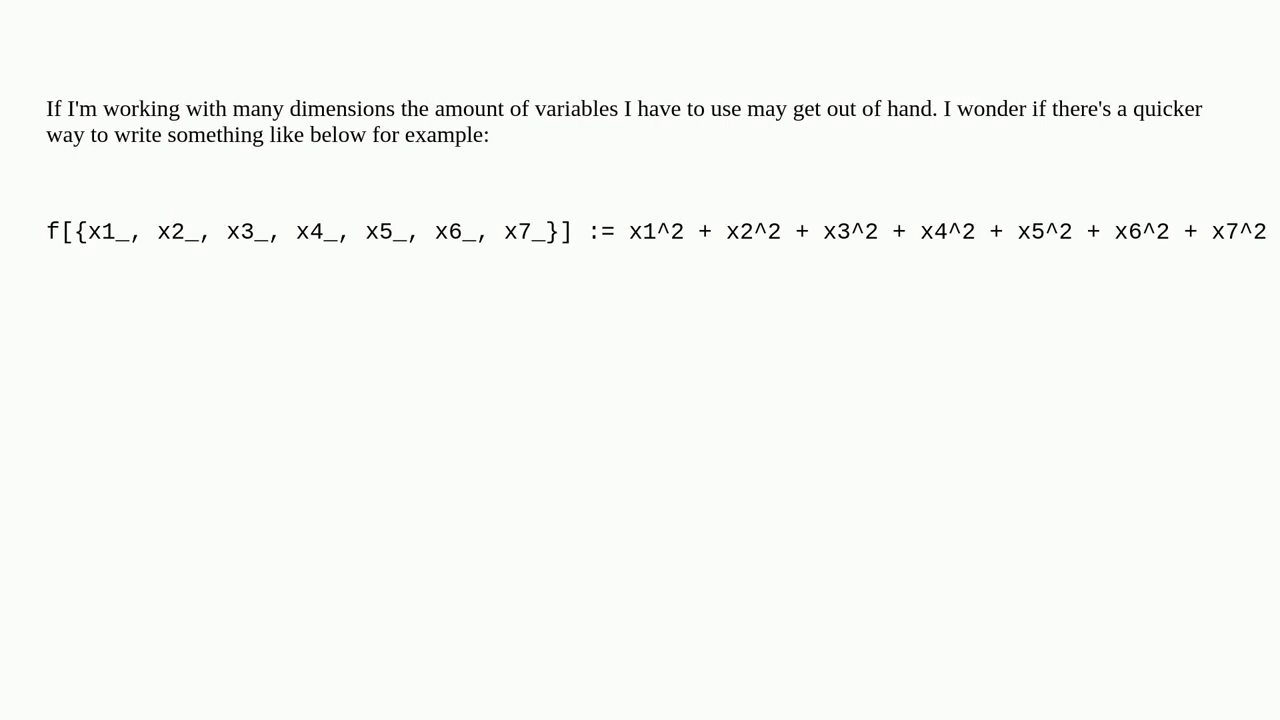 If I'm working with many dimensions the amount of variables I have to use may get out of hand. I wonder if there's a quicker
way to write something like below for example:
f[{x1_, x2_, x3_, x4_, x5_, x6_, x7_}] := x1^2 + x2^2 + x3^2 + x4^2 + x5^2 + x6^2 + x7^2